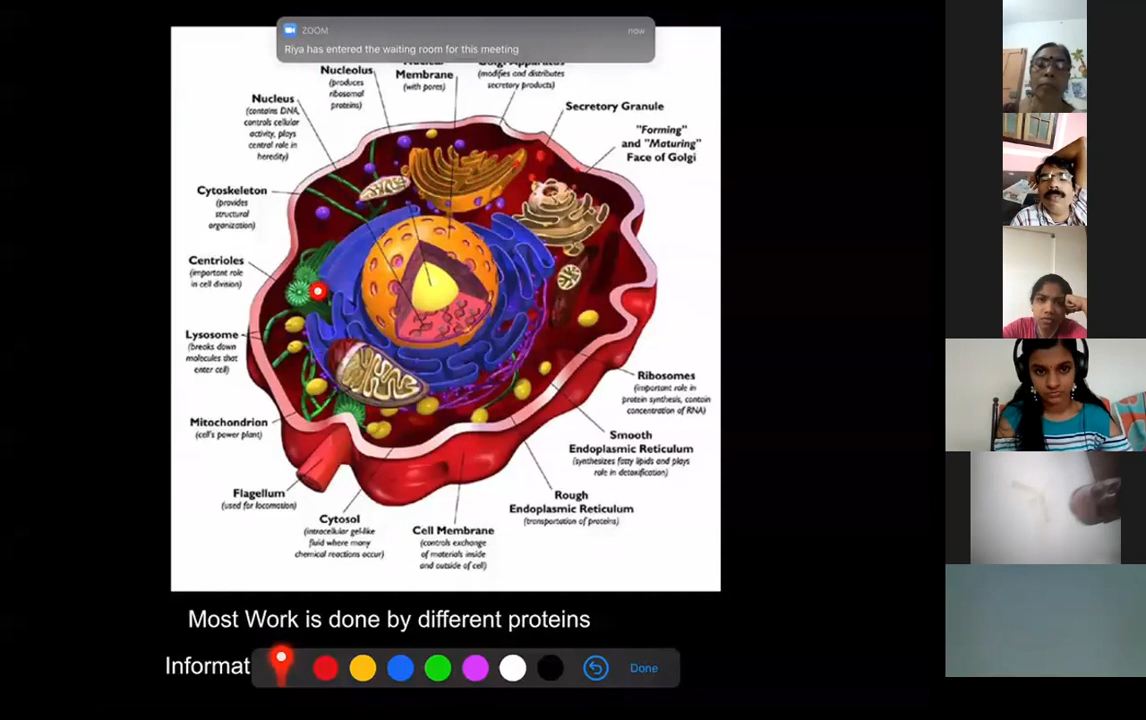 ZOOM
now
Riya has entered the waiting room for this meeting
Nucleolus
(produces
ribosomal
proteins)
Membrane
(with pores)
Golgi Apparatus
(modifies and distributes
secretory products)
Nucleus
(contains DNA,
controls cellular
activity, plays
central role in
heredity)
Secretory Granule
"Forming"
and "Maturing"
Face of Golgi
Cytoskeleton
(provides
structural
organization)
Centrioles
(important role
in cell division)
Lysosome
(breaks down
molecules that
enter cell)
Mitochondrion
(cell's power plant)
Flagellum
(used for locomotion)
Cytosol
(intracellular gel-like
fluid where many
chemical reactions occur)
Cell Membrane
(controls exchange
of materials inside
and outside of cell)
Rough
Endoplasmic Reticulum
(transportation of proteins)
Smooth
Endoplasmic Reticulum
(synthesizes fatty lipids and plays
role in detoxification)
Ribosomes
(important role in
protein synthesis, contain
concentration of RNA)
Most Work is done by different proteins
Informat
Done